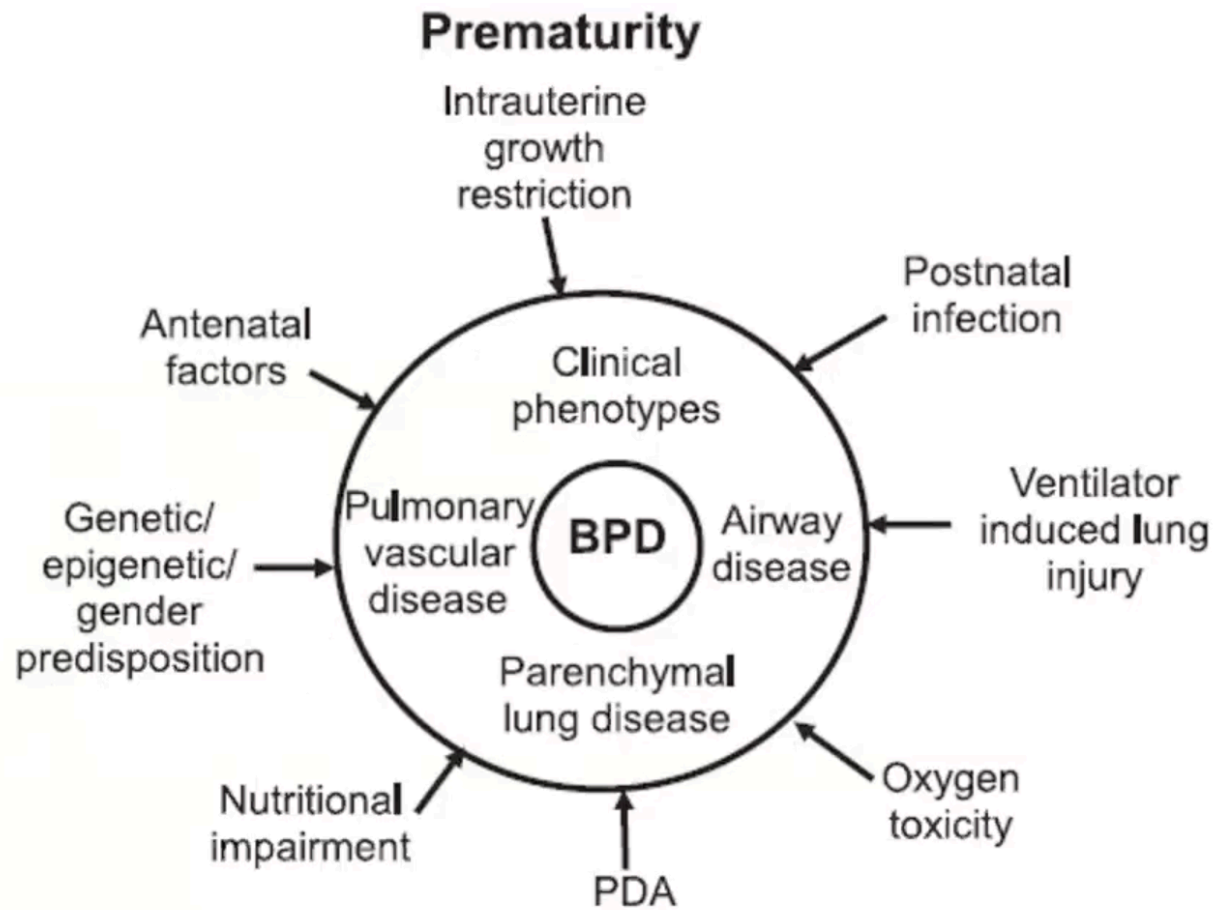 Prematurity
Intrauterine
growth
restriction
Postnatal
infection
Antenatal
factors
Clinical
phenotypes
Ventilator
induced lung
injury
Genetic/
epigenetic/
gender
predisposition
Pulmonary
vascular
disease
BPD
Airway
disease
Parenchymal
lung disease
Nutritional
impairment
Oxygen
toxicity
PDA